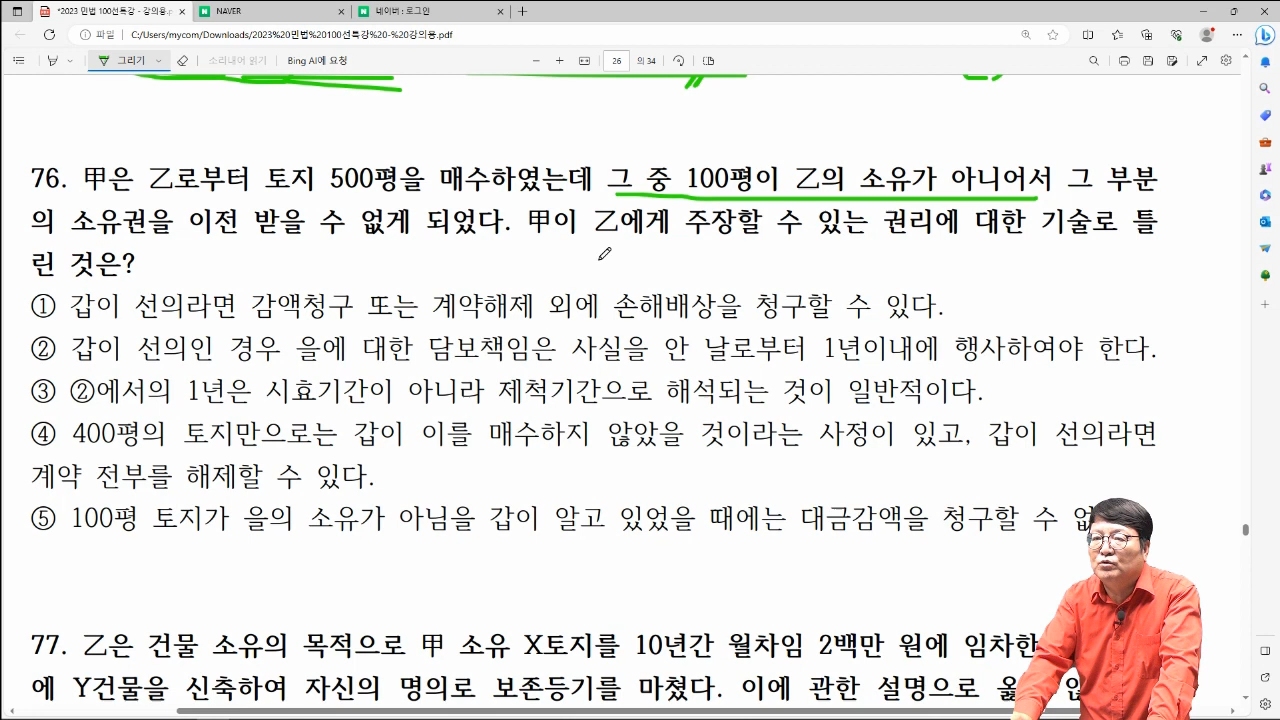 *2023 민법 100선특강 - 강의용.p
NAVER
네이버 : 로그인
파일
C:/Users/mycom/Downloads/2023%20민법%20100선특강%20-%20강의용.pdf
그리기
소리내어 읽기
Bing AI에 요청
26
의 34
76. 甲은 乙로부터 토지 500평을 매수하였는데 그 중 100평이 乙의 소유가 아니어서 그 부분
의 소유권을 이전 받을 수 없게 되었다. 甲이 乙에게 주장할 수 있는 권리에 대한 기술로 틀
린 것은?
① 갑이 선의라면 감액청구 또는 계약해제 외에 손해배상을 청구할 수 있다.
② 갑이 선의인 경우 을에 대한 담보책임은 사실을 안 날로부터 1년이내에 행사하여야 한다.
③ ②에서의 1년은 시효기간이 아니라 제척기간으로 해석되는 것이 일반적이다.
④ 400평의 토지만으로는 갑이 이를 매수하지 않았을 것이라는 사정이 있고, 갑이 선의라면
계약 전부를 해제할 수 있다.
⑤ 100평 토지가 을의 소유가 아님을 갑이 알고 있었을 때에는 대금감액을 청구할 수
77. 乙은 건물 소유의 목적으로 甲 소유 X토지를 10년간 월차임 2백만 원에 임차한
에 Y건물을 신축하여 자신의 명의로 보존등기를 마쳤다. 이에 관한 설명으로